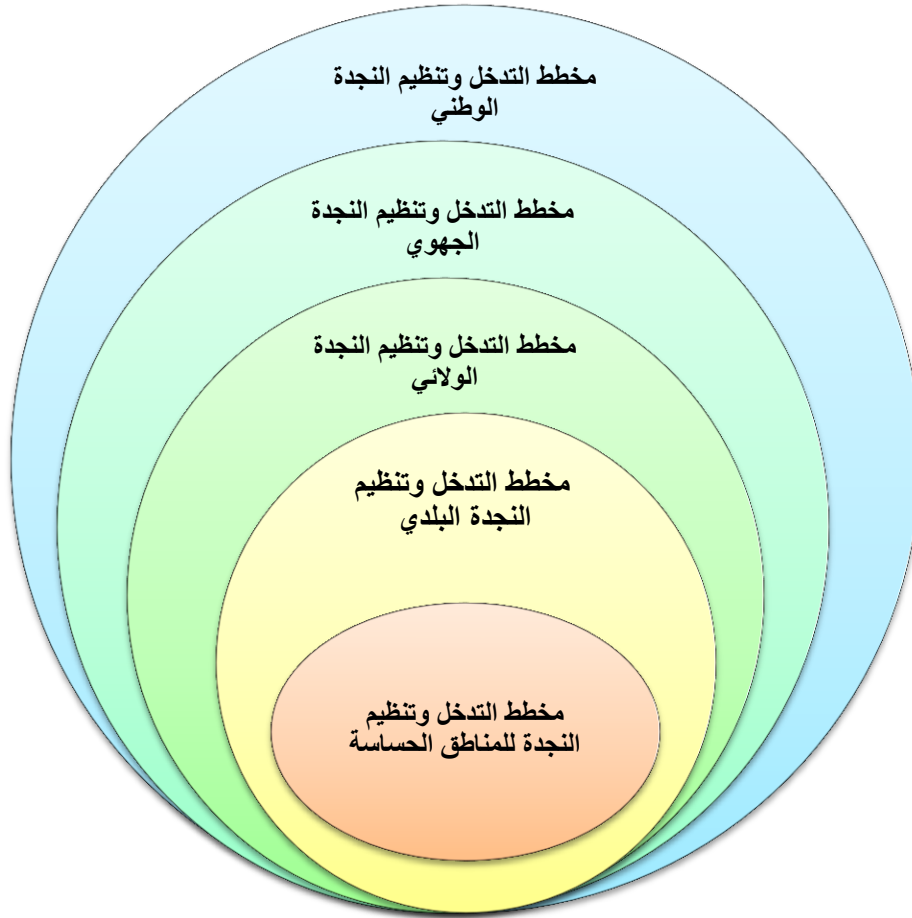 مخطط التدخل وتنظيم النجدة
الوطني
مخطط التدخل وتنظيم النجدة
الجهوي
مخطط التدخل وتنظيم النجدة
الولائي
مخطط التدخل وتنظيم
النجدة البلدي
مخطط التدخل وتنظيم
النجدة للمناطق الحساسة